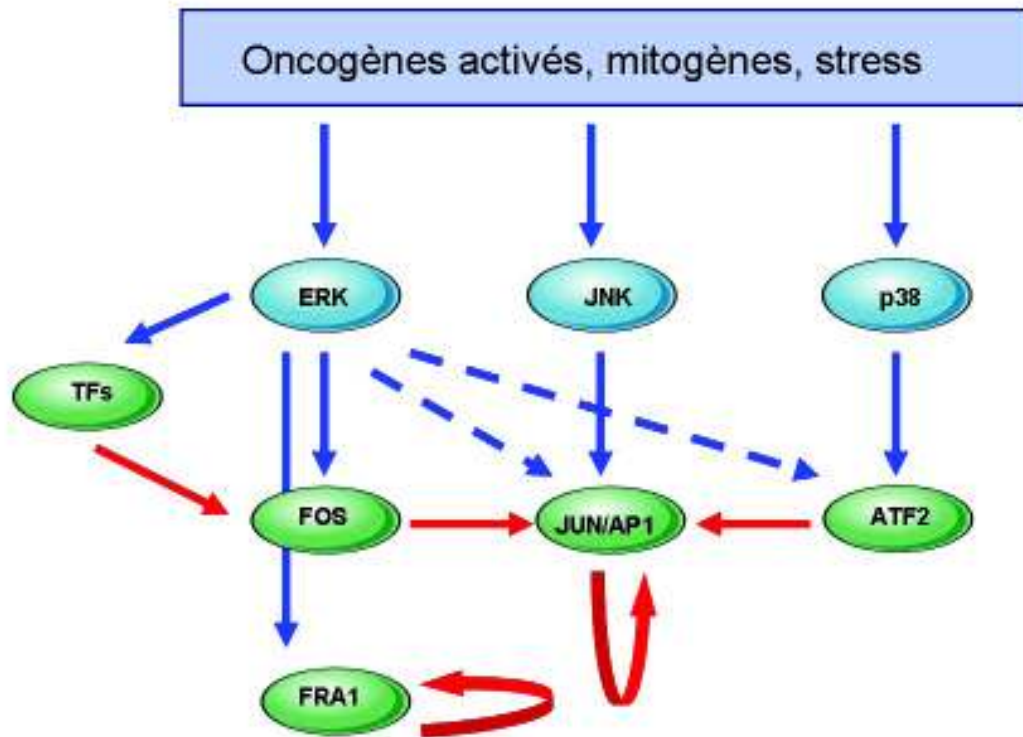 Oncogènes activés, mitogènes, stress
ERK
JNK
p38
TFs
FOS
JUN/AP1
ATF2
FRA1